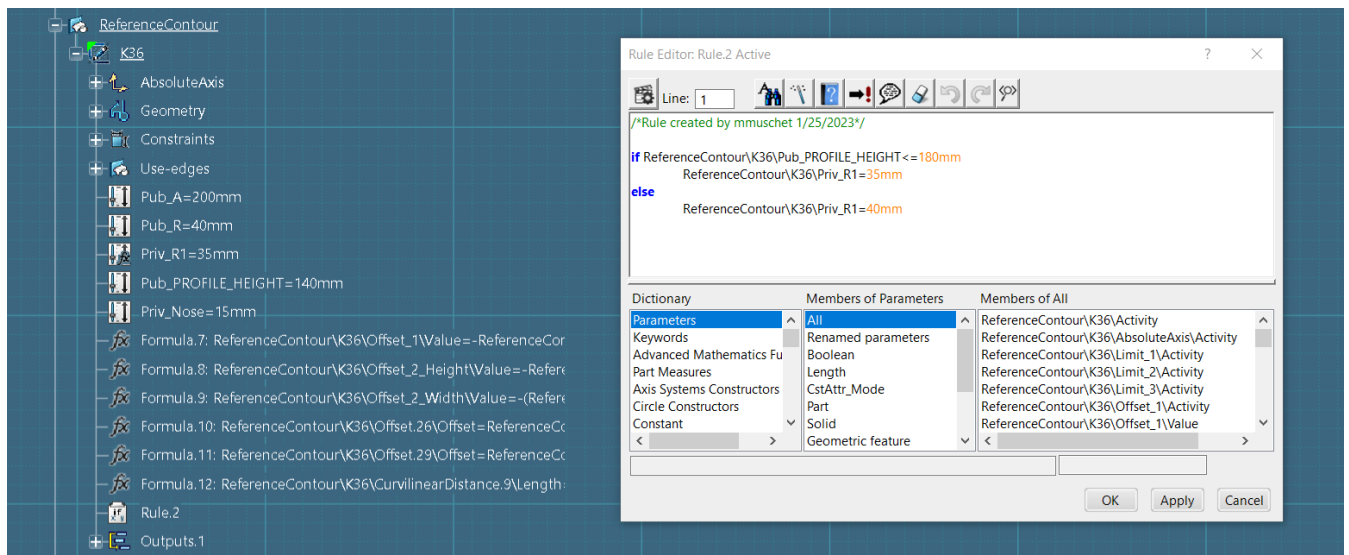 ReferenceContour
K36
AbsoluteAxis
Geometry
Constraints
Use-edges
Pub_A=200mm
Pub_R=40mm
Priv_R1=35mm
Pub_PROFILE_HEIGHT=140mm
Priv_Nose=15mm
Formula.7: ReferenceContour\K36\Offset_1\Value=-ReferenceCor
Formula.8: ReferenceContour\K36\Offset_2_Height\Value=-Refere
Formula.9: ReferenceContour\K36\Offset_2_Width\Value=-(Refere
Formula.10: ReferenceContour\K36\Offset.26\Offset=ReferenceCc
Formula.11: ReferenceContour\K36\Offset.29\Offset=ReferenceCc
Formula.12: ReferenceContour\K36\CurvilinearDistance.9\Length=
Rule.2
Outputs.1
Rule Editor: Rule.2 Active
Line: 1
/*Rule created by mmuschet 1/25/2023*/
if ReferenceContour\K36\Pub_PROFILE_HEIGHT<=180mm
ReferenceContour\K36\Priv_R1=35mm
else
ReferenceContour\K36\Priv_R1=40mm
Dictionary
Parameters
Keywords
Advanced Mathematics Fu
Part Measures
Axis Systems Constructors
Circle Constructors
Constant
Members of Parameters
All
Renamed parameters
Boolean
Length
CstAttr_Mode
Part
Solid
Geometric feature
Members of All
ReferenceContour\K36\Activity
ReferenceContour\K36\AbsoluteAxis\Activity
ReferenceContour\K36\Limit_1\Activity
ReferenceContour\K36\Limit_2\Activity
ReferenceContour\K36\Limit_3\Activity
ReferenceContour\K36\Offset_1\Activity
ReferenceContour\K36\Offset_1\Value
OK Apply Cancel